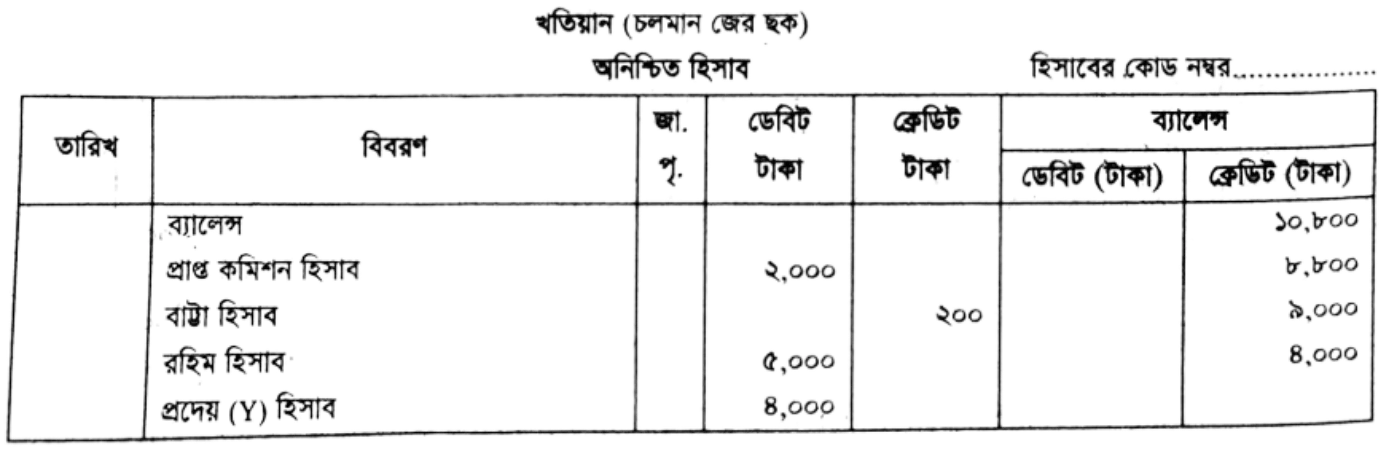 খতিয়ান (চলমান জের ছক)
অনিশ্চিত হিসাব হিসাবের কোড নম্বর................
তারিখ বিবরণ জা. পৃ. ডেবিট টাকা ক্রেডিট টাকা ব্যালেন্স
ডেবিট (টাকা) ক্রেডিট (টাকা)
ব্যালেন্স ১০,৮০০
প্রাপ্ত কমিশন হিসাব ২,০০০ ৮,৮০০
বাট্টা হিসাব ২০০ ৯,০০০
রহিম হিসাব ৫,০০০ ৪,০০০
প্রদেয় (Y) হিসাব ৪,০০০